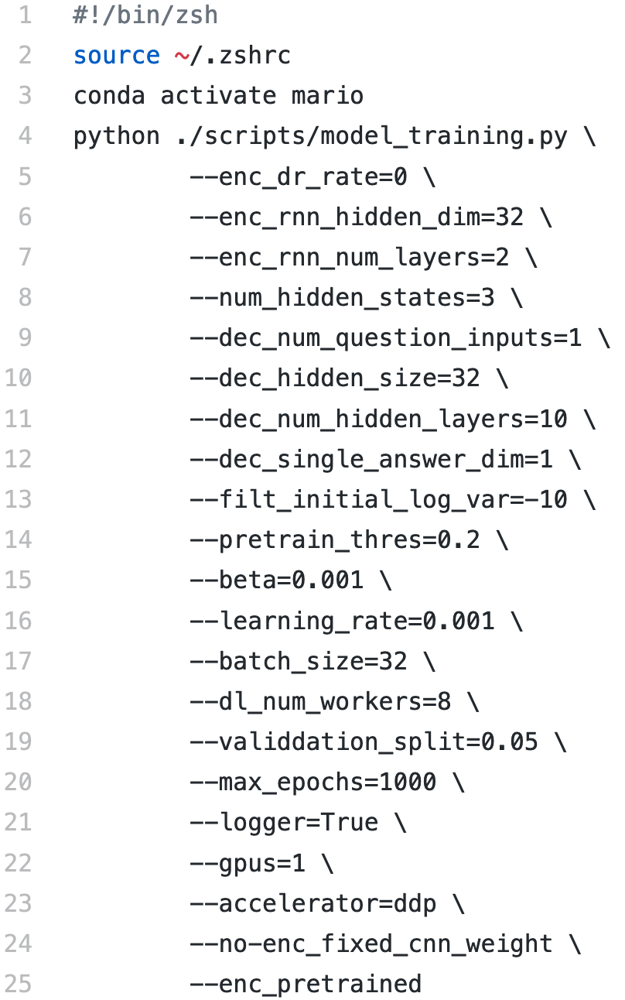 1 #!/bin/zsh
2 source ~/.zshrc
3 conda activate mario
4 python ./scripts/model_training.py \
5         --enc_dr_rate=0 \
6         --enc_rnn_hidden_dim=32 \
7         --enc_rnn_num_layers=2 \
8         --num_hidden_states=3 \
9         --dec_num_question_inputs=1 \
10         --dec_hidden_size=32 \
11         --dec_num_hidden_layers=10 \
12         --dec_single_answer_dim=1 \
13         --filt_initial_log_var=-10 \
14         --pretrain_thres=0.2 \
15         --beta=0.001 \
16         --learning_rate=0.001 \
17         --batch_size=32 \
18         --dl_num_workers=8 \
19         --validdation_split=0.05 \
20         --max_epochs=1000 \
21         --logger=True \
22         --gpus=1 \
23         --accelerator=ddp \
24         --no-enc_fixed_cnn_weight \
25         --enc_pretrained